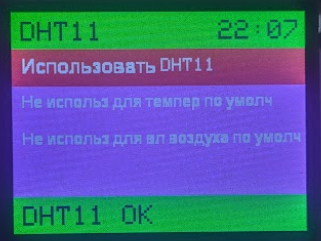 DHT11 22:07
Использовать DHT11
Не использ для темпер по умолч
Не использ для вл воздуха по умолч
DHT11 OK